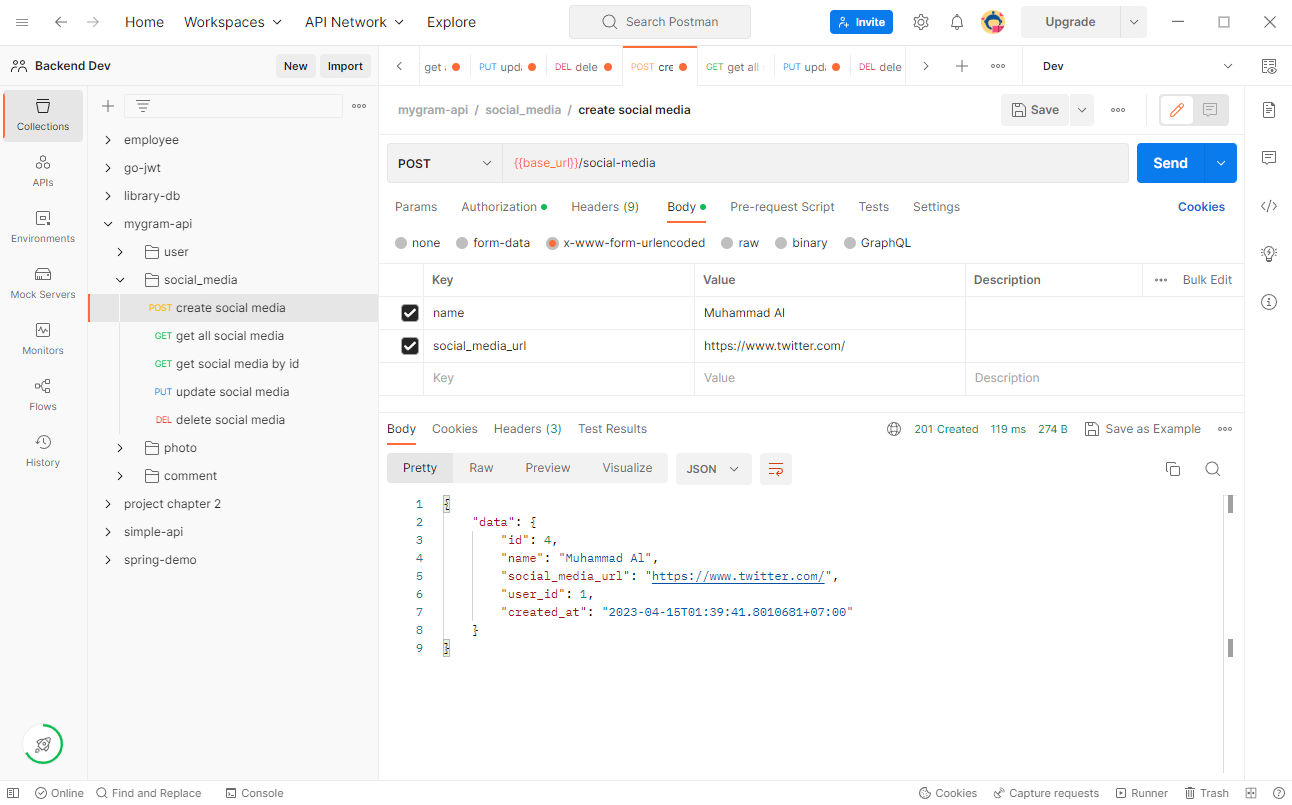 Home Workspaces API Network Explore Search Postman Invite Upgrade
Backend Dev New Import get PUT upd DEL dele POST cre GET get all PUT upd DEL dele Dev
Collections
APIs
Environments
Mock Servers
Monitors
Flows
History
employee
go-jwt
library-db
mygram-api
user
social_media
POST create social media
GET get all social media
GET get social media by id
PUT update social media
DEL delete social media
photo
comment
project chapter 2
simple-api
spring-demo
mygram-api / social_media / create social media Save
POST {{base_url}}/social-media Send
Params Authorization Headers (9) Body Pre-request Script Tests Settings Cookies
none form-data x-www-form-urlencoded raw binary GraphQL
Key Value Description Bulk Edit
name Muhammad Al
social_media_url https://www.twitter.com/
Key Value Description
Body Cookies Headers (3) Test Results 201 Created 119 ms 274 B Save as Example
Pretty Raw Preview Visualize JSON
1 {
2 "data": {
3 "id": 4,
4 "name": "Muhammad Al",
5 "social_media_url": "https://www.twitter.com/",
6 "user_id": 1,
7 "created_at": "2023-04-15T01:39:41.8010681+07:00"
8 }
9 }
Online Find and Replace Console Cookies Capture requests Runner Trash